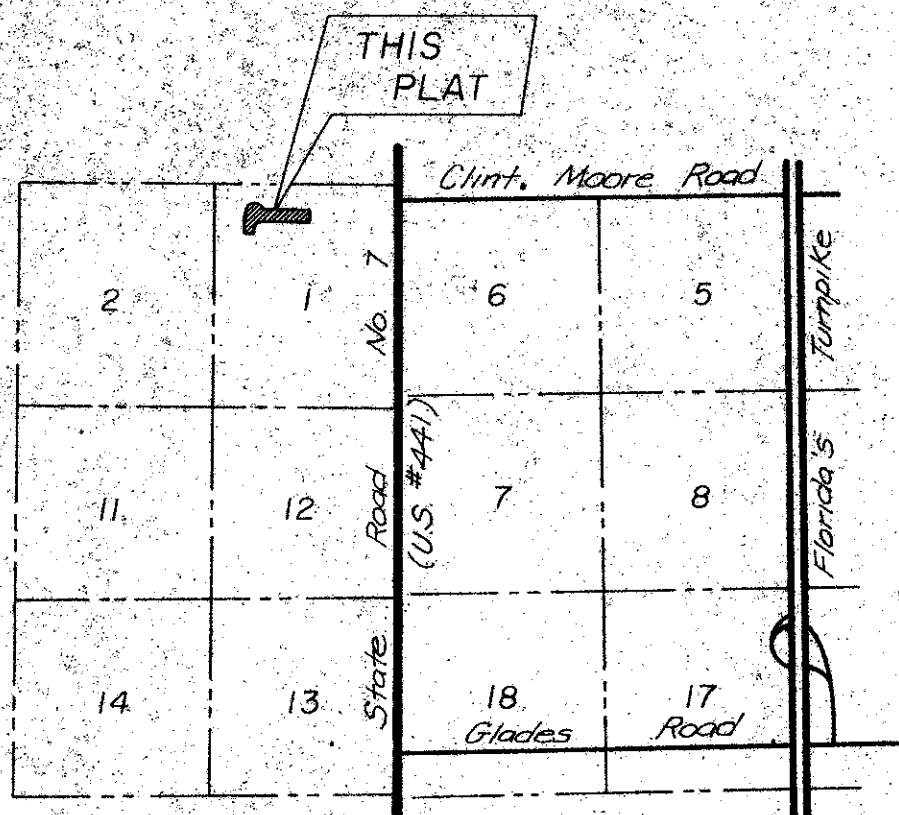 THIS
PLAT
Clint. Moore Road
2
1
6
5
State Road No. 7
(U.S. #441)
Florida's Turnpike
11
12
7
8
14
13
18
17
Glades Road